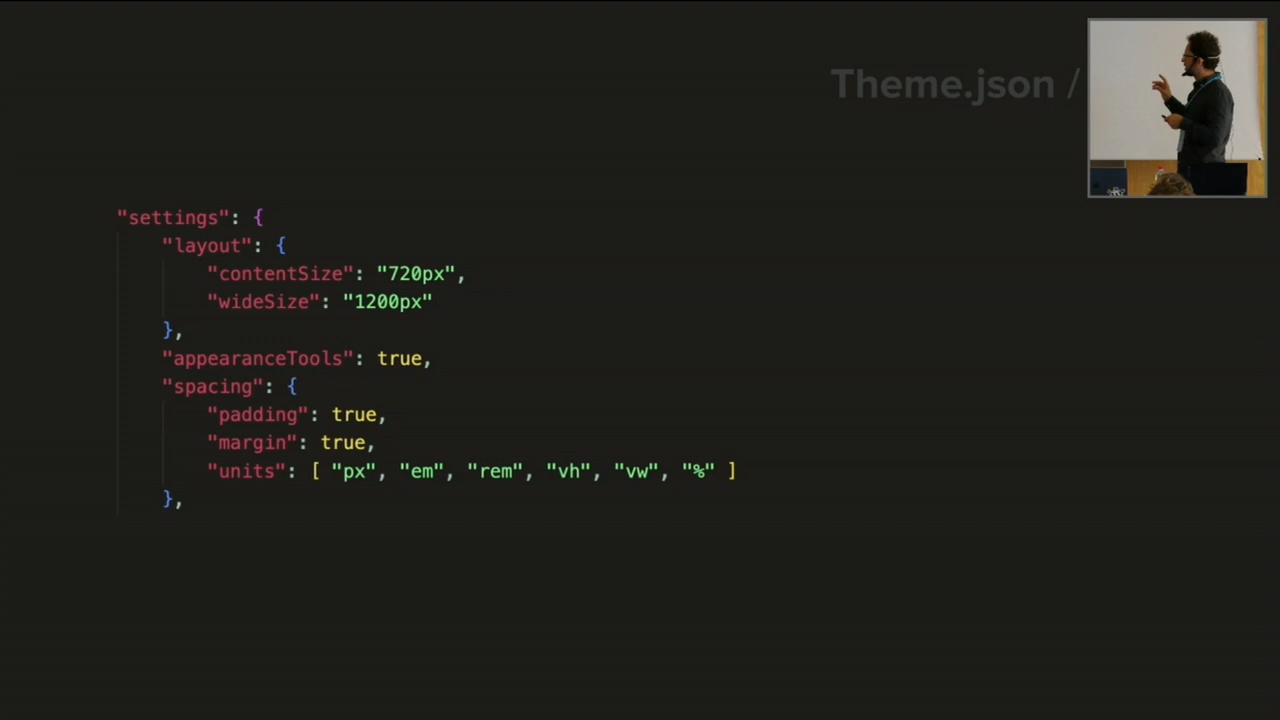 Theme.json /
"settings": {
"layout": {
"contentSize": "720px",
"wideSize": "1200px"
},
"appearanceTools": true,
"spacing": {
"padding": true,
"margin": true,
"units": [ "px", "em", "rem", "vh", "vw", "%" ]
},